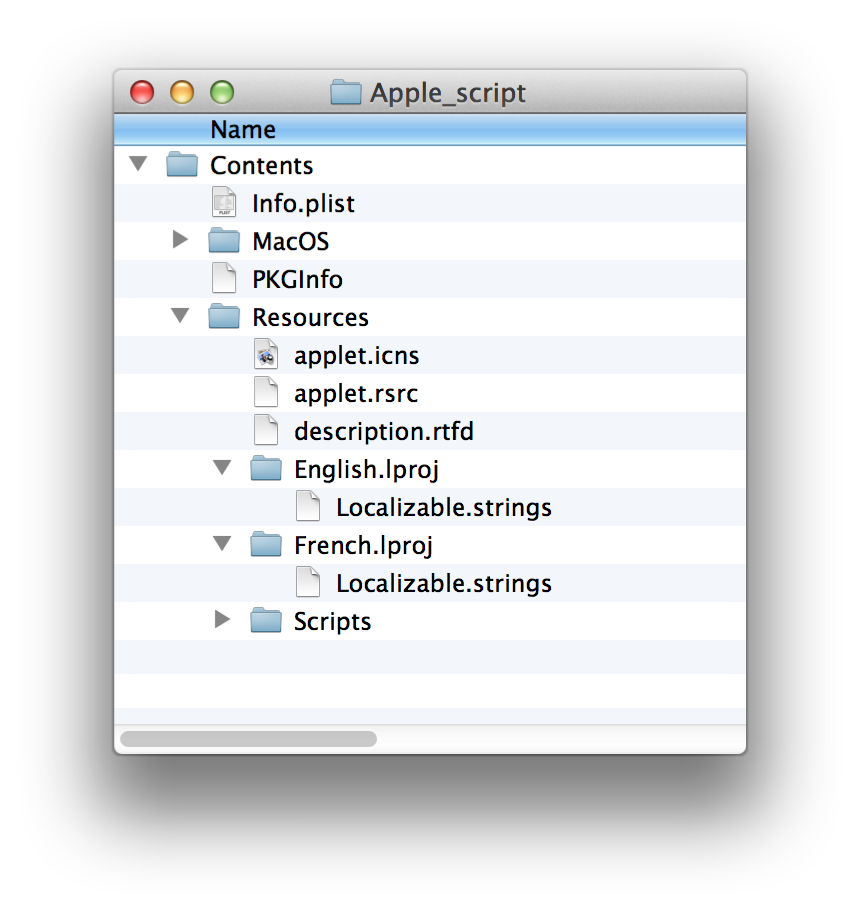 Apple_script
Name
Contents
Info.plist
MacOS
PKGInfo
Resources
applet.icns
applet.rsrc
description.rtfd
English.lproj
Localizable.strings
French.lproj
Localizable.strings
Scripts